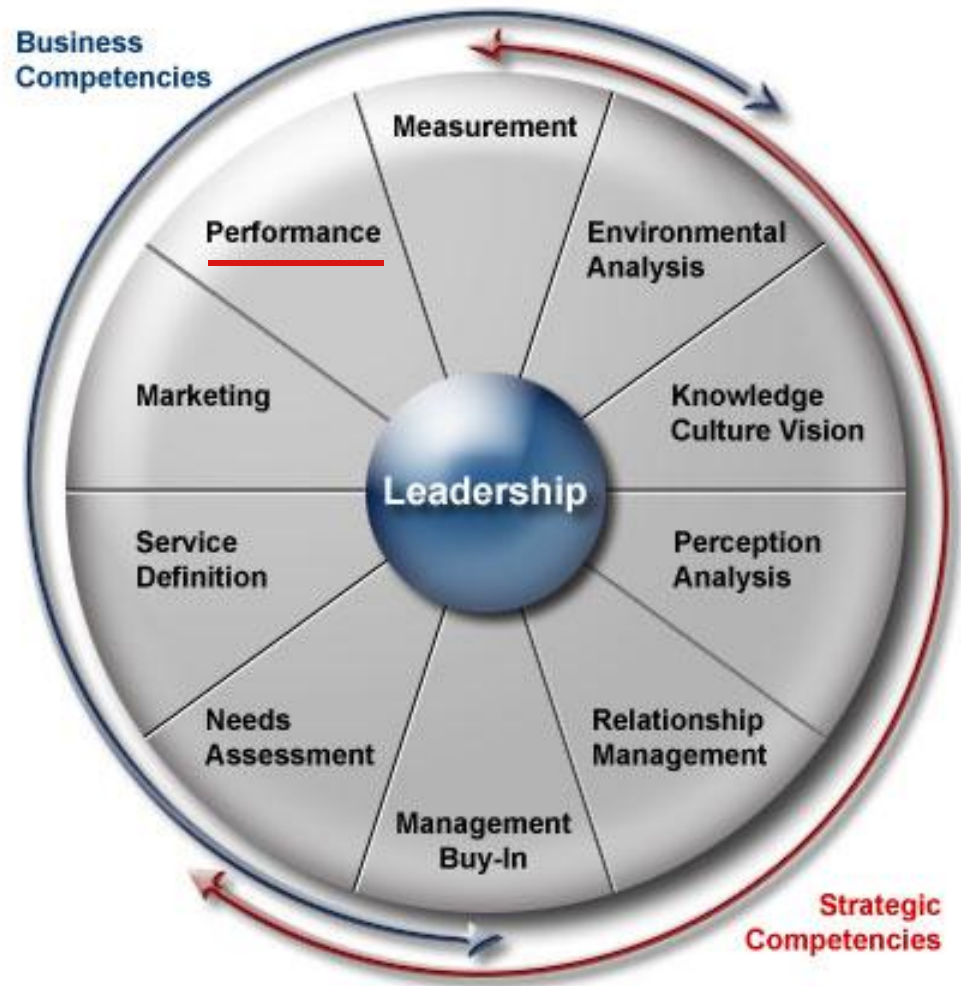 Business
Competencies
Measurement
Performance
Environmental
Analysis
Marketing
Knowledge
Culture Vision
Leadership
Service
Definition
Perception
Analysis
Needs
Assessment
Relationship
Management
Management
Buy-In
Strategic
Competencies